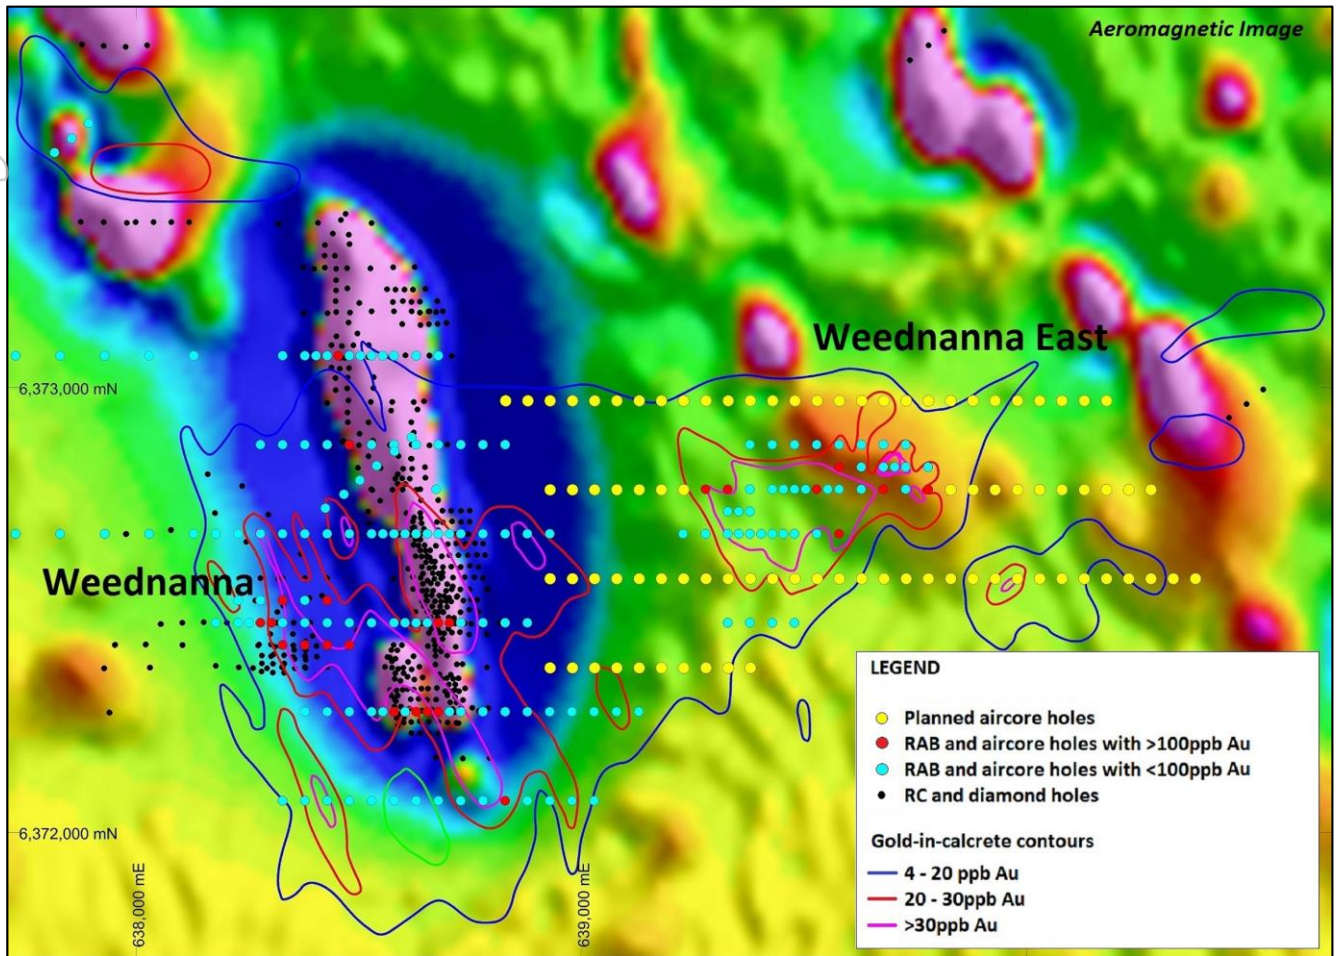 Aeromagnetic Image
Weednanna East
6,373,000 mN
Weednanna
LEGEND
Planned aircore holes
RAB and aircore holes with >100ppb Au
RAB and aircore holes with <100ppb Au
RC and diamond holes
Gold-in-calcrete contours
4 - 20 ppb Au
20 - 30ppb Au
>30ppb Au
6,372,000 mN
638,000 mE
639,000 mE